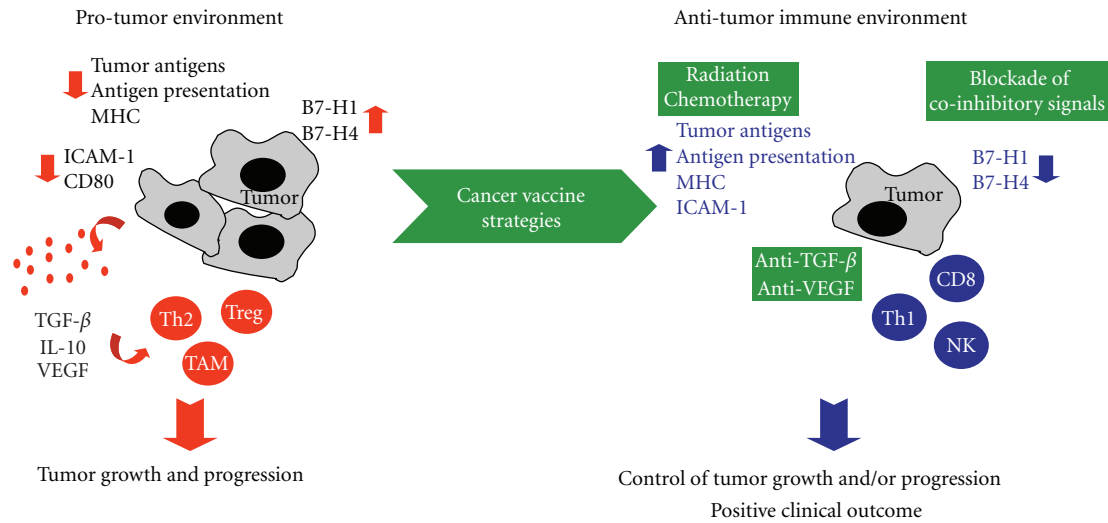 Pro-tumor environment
Tumor antigens
Antigen presentation
MHC
B7-H1
B7-H4
ICAM-1
CD80
Tumor
TGF-β
IL-10
VEGF
Th2
Treg
TAM
Tumor growth and progression
Cancer vaccine
strategies
Anti-tumor immune environment
Radiation
Chemotherapy
Blockade of
co-inhibitory signals
Tumor antigens
Antigen presentation
MHC
ICAM-1
B7-H1
B7-H4
Tumor
Anti-TGF-β
Anti-VEGF
CD8
Th1
NK
Control of tumor growth and/or progression
Positive clinical outcome